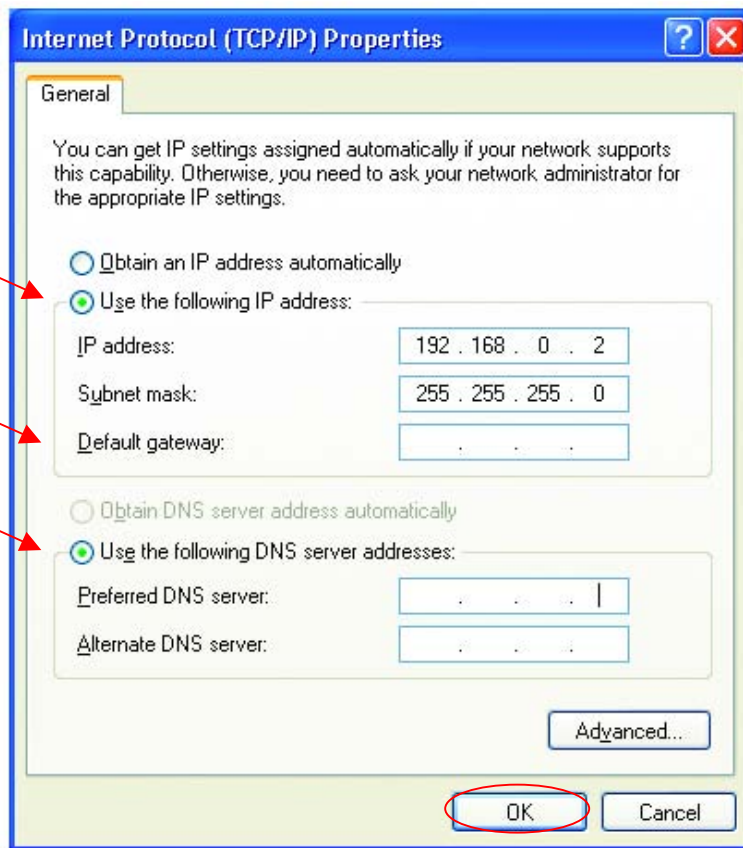 Internet Protocol (TCP/IP) Properties
General
You can get IP settings assigned automatically if your network supports
this capability. Otherwise, you need to ask your network administrator for
the appropriate IP settings.
Obtain an IP address automatically
Use the following IP address:
IP address: 192 . 168 . 0 . 2
Subnet mask: 255 . 255 . 255 . 0
Default gateway: . . .
Obtain DNS server address automatically
Use the following DNS server addresses:
Preferred DNS server: . . .
Alternate DNS server: . . .
Advanced...
OK Cancel